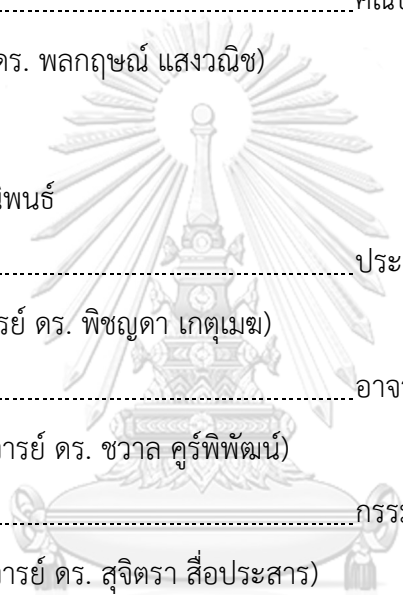 คณบ
ดร. พลกฤษณ์ แสงวณิช)
นิพนธ์
ประ
รย์ ดร. พิชญดา เกตุเมฆ)
อาจา
ารย์ ดร. ชวาล คูร์พิพัฒน์)
กรรม
ารย์ ดร. สุจิตรา สื่อประสาร)